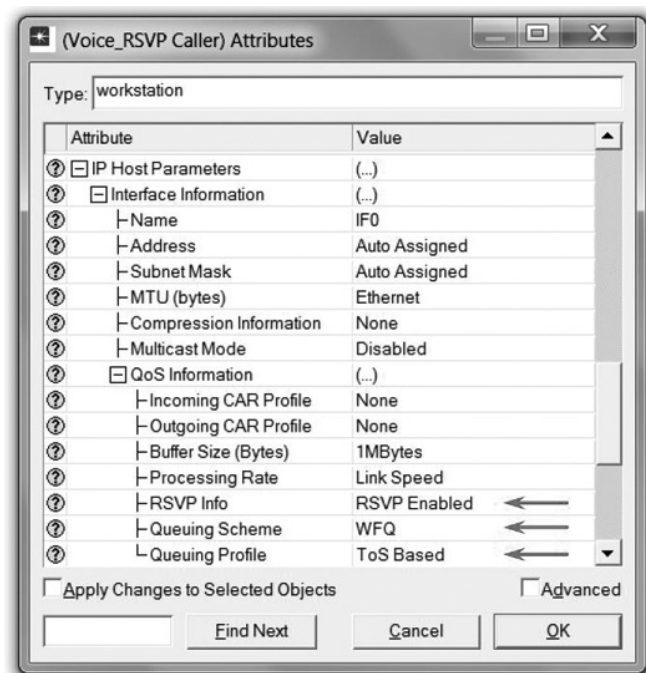 (Voice_RSVP Caller) Attributes
Type: workstation
Attribute Value
IP Host Parameters (...)
Interface Information (...)
Name IF0
Address Auto Assigned
Subnet Mask Auto Assigned
MTU (bytes) Ethernet
Compression Information None
Multicast Mode Disabled
QoS Information (...)
Incoming CAR Profile None
Outgoing CAR Profile None
Buffer Size (Bytes) 1MBytes
Processing Rate Link Speed
RSVP Info RSVP Enabled
Queuing Scheme WFQ
Queuing Profile ToS Based
Apply Changes to Selected Objects Advanced
Find Next Cancel OK